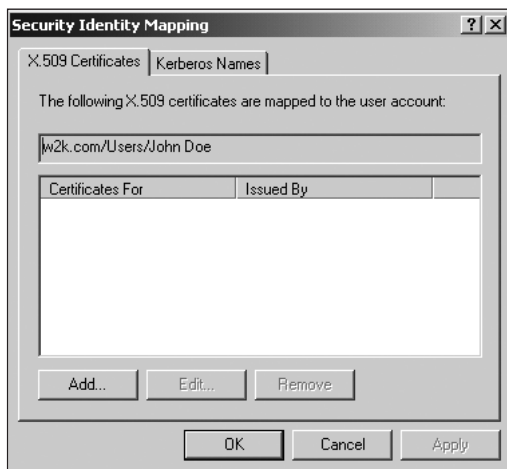 Security Identity Mapping
X.509 Certificates
Kerberos Names
The following X.509 certificates are mapped to the user account:
w2k.com/Users/John Doe
Certificates For
Issued By
Add...
Edit...
Remove
OK
Cancel
Apply